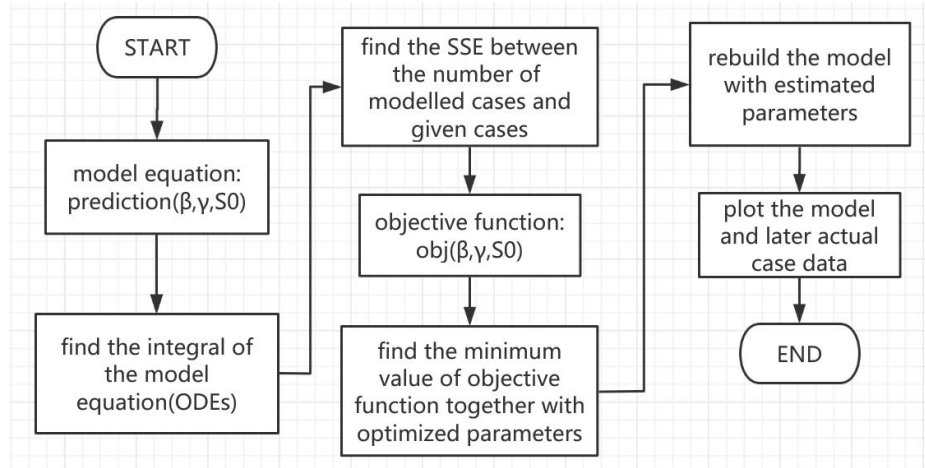 START
model equation:
prediction(β,γ,S0)
find the integral of
the model
equation(ODEs)
find the SSE between
the number of
modelled cases and
given cases
objective function:
obj(β,γ,S0)
find the minimum
value of objective
function together with
optimized parameters
rebuild the model
with estimated
parameters
plot the model
and later actual
case data
END